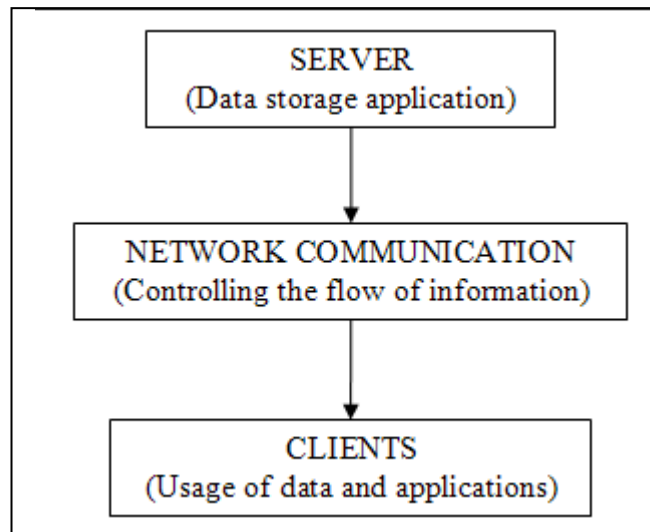 SERVER
(Data storage application)
NETWORK COMMUNICATION
(Controlling the flow of information)
CLIENTS
(Usage of data and applications)